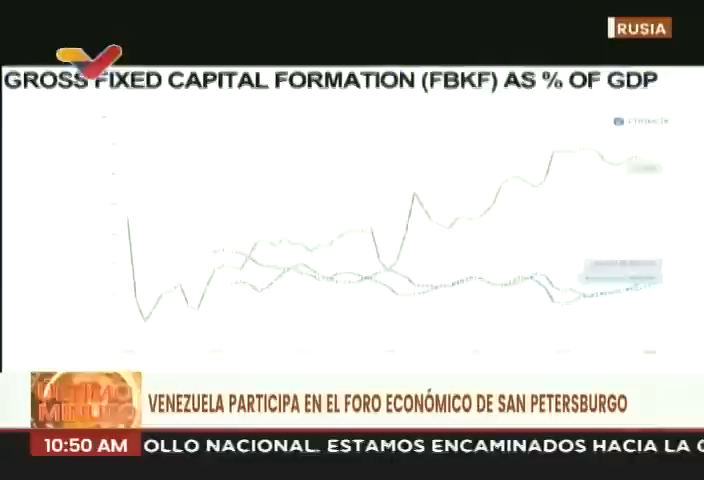 RUSIA
GROSS FIXED CAPITAL FORMATION (FBKF) AS % OF GDP
ÚLTIMO
MINUTO
VENEZUELA PARTICIPA EN EL FORO ECONÓMICO DE SAN PETERSBURGO
10:50 AM OLLO NACIONAL. ESTAMOS ENCAMINADOS HACIA LA